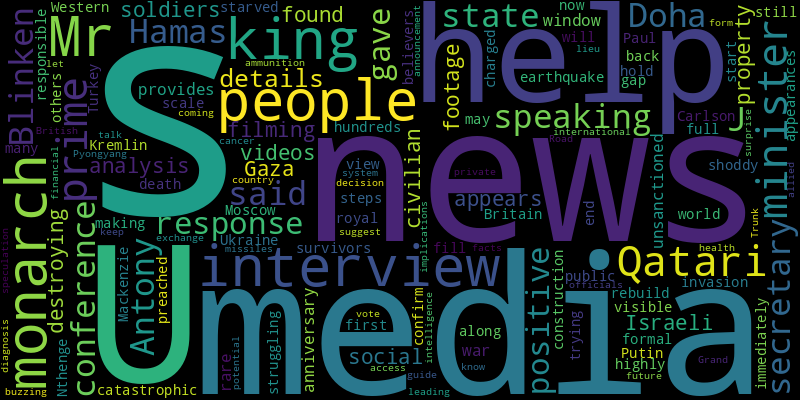 Western
soldiers
starved
found
help
state
Doha
now
window
still
form
Mr
Hamas
king
gave
believers
announcement
charged
will
Paul
lieu
responsible
Blinken
let
ammunition
details
footage
earthquake
back
hold
gap
start
property
minister
appearances
others
Turkey
provides
scale
coming
people
speaking
J
many
British
prime
talk
Kremlin
Pyongyang
S
filming
hundreds
cancer
civilian
may
international
Road
Carlson
full
surprise
analysis
death
videos
Gaza
country
view
system
decision
steps
news
private
unsanctioned
shoddy
allied
monarch
financial
conference
destroying
making
said
royal
suggest
appears
Britain
end
world
secretary
response
Moscow
Ukraine
exchange
missiles
survivors
implications
fill
facts
health
Trunk
speculation
keep
Mackenzie
Antony
preached
U
interview
positive
construction
public
officials
Qatari
invasion
rebuild
visible
immediately
diagnosis
Nthenge
rare
potential
struggling
anniversary
vote
first
confirm
intelligence
along
war
trying
Israeli
formal
Putin
highly
future
Grand
buzzing
catastrophic
media
social
access
guide
leading
know